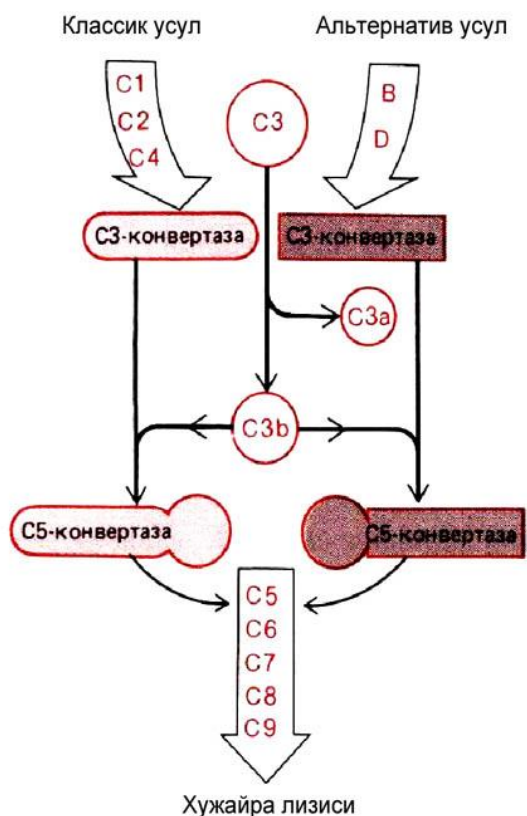 Классик усул
Альтернатив усул
C1
C2
C4
C3
B
D
C3-конвертаза
C3-конвертаза
C3a
C3b
C5-конвертаза
C5-конвертаза
C5
C6
C7
C8
C9
Хужайра лизиси